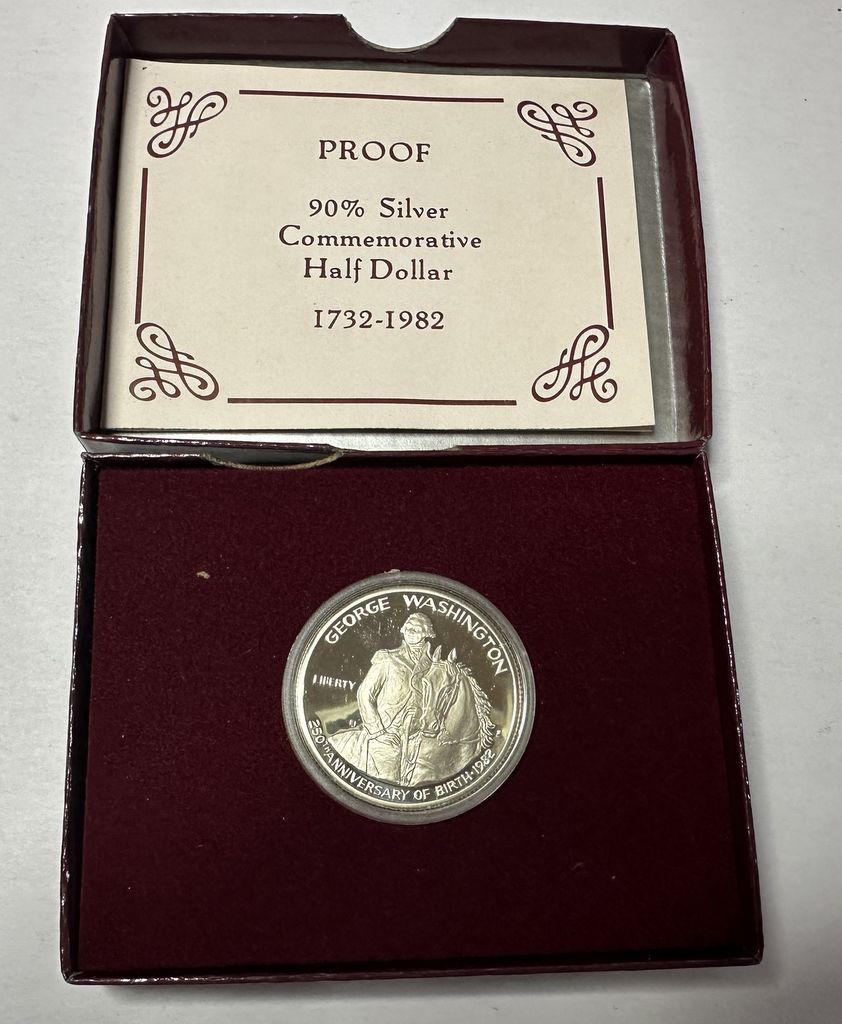 PROOF
90% Silver
Commemorative
Half Dollar
1732-1982
GEORGE WASHINGTON
LIBERTY
250TH ANNIVERSARY OF BIRTH·1982